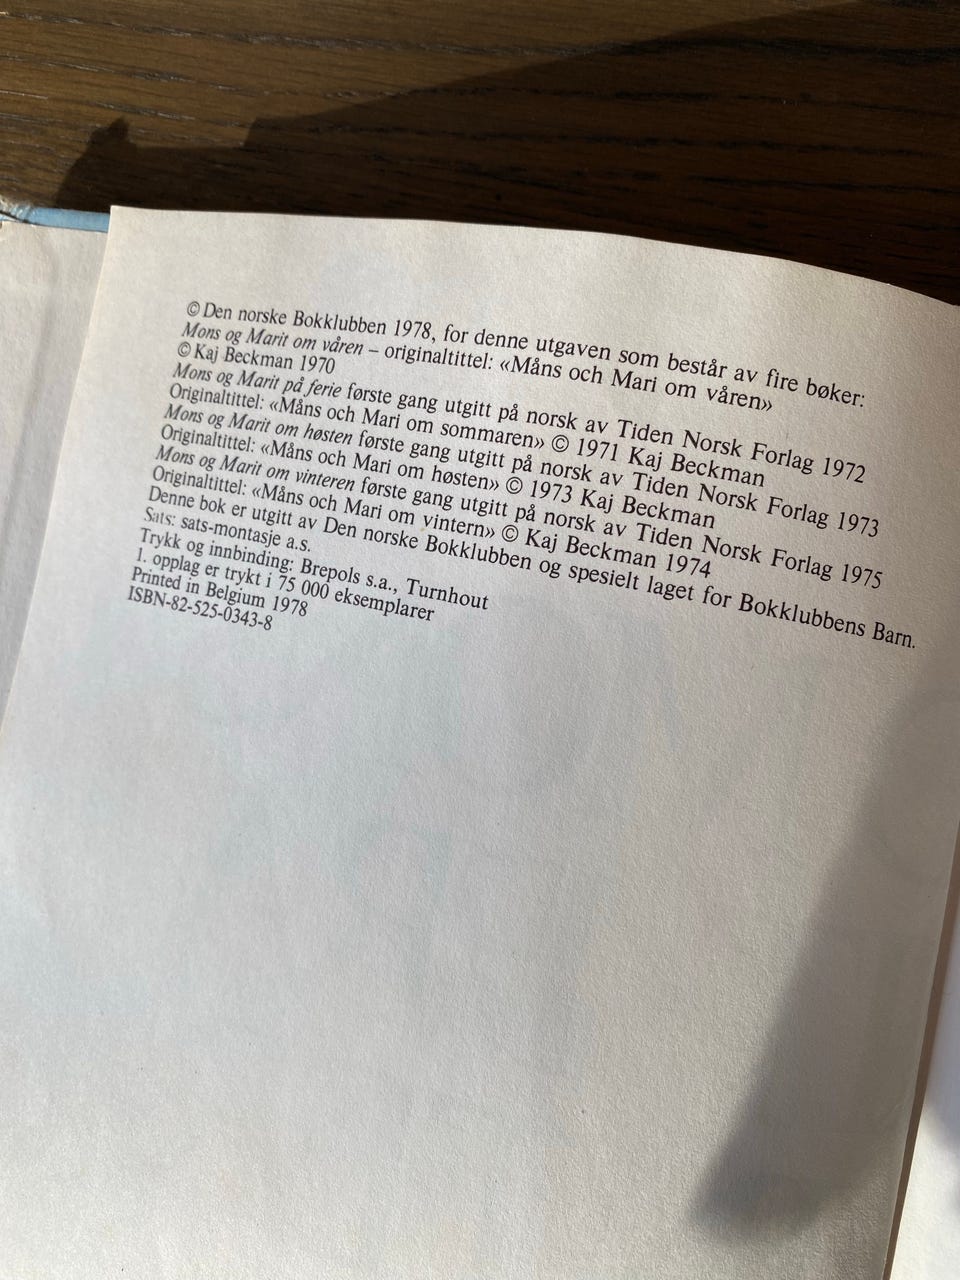 © Den norske Bokklubben 1978, for denne utgaven som består av fire bøker:
Mons og Marit om våren – originaltittel: «Måns och Mari om våren»
© Kaj Beckman 1970
Mons og Marit på ferie første gang utgitt på norsk av Tiden Norsk Forlag 1972
Originaltittel: «Måns och Mari om sommaren» © 1971 Kaj Beckman
Mons og Marit om høsten første gang utgitt på norsk av Tiden Norsk Forlag 1973
Originaltittel: «Måns och Mari om høsten» © 1973 Kaj Beckman
Mons og Marit om vinteren første gang utgitt på norsk av Tiden Norsk Forlag 1975
Originaltittel: «Måns och Mari om vintern» © Kaj Beckman 1974
Denne bok er utgitt av Den norske Bokklubben og spesielt laget for Bokklubbens Barn.
Sats: sats-montasje a.s.
Trykk og innbinding: Brepols s.a., Turnhout
1. opplag er trykt i 75 000 eksemplarer
Printed in Belgium 1978
ISBN-82-525-0343-8